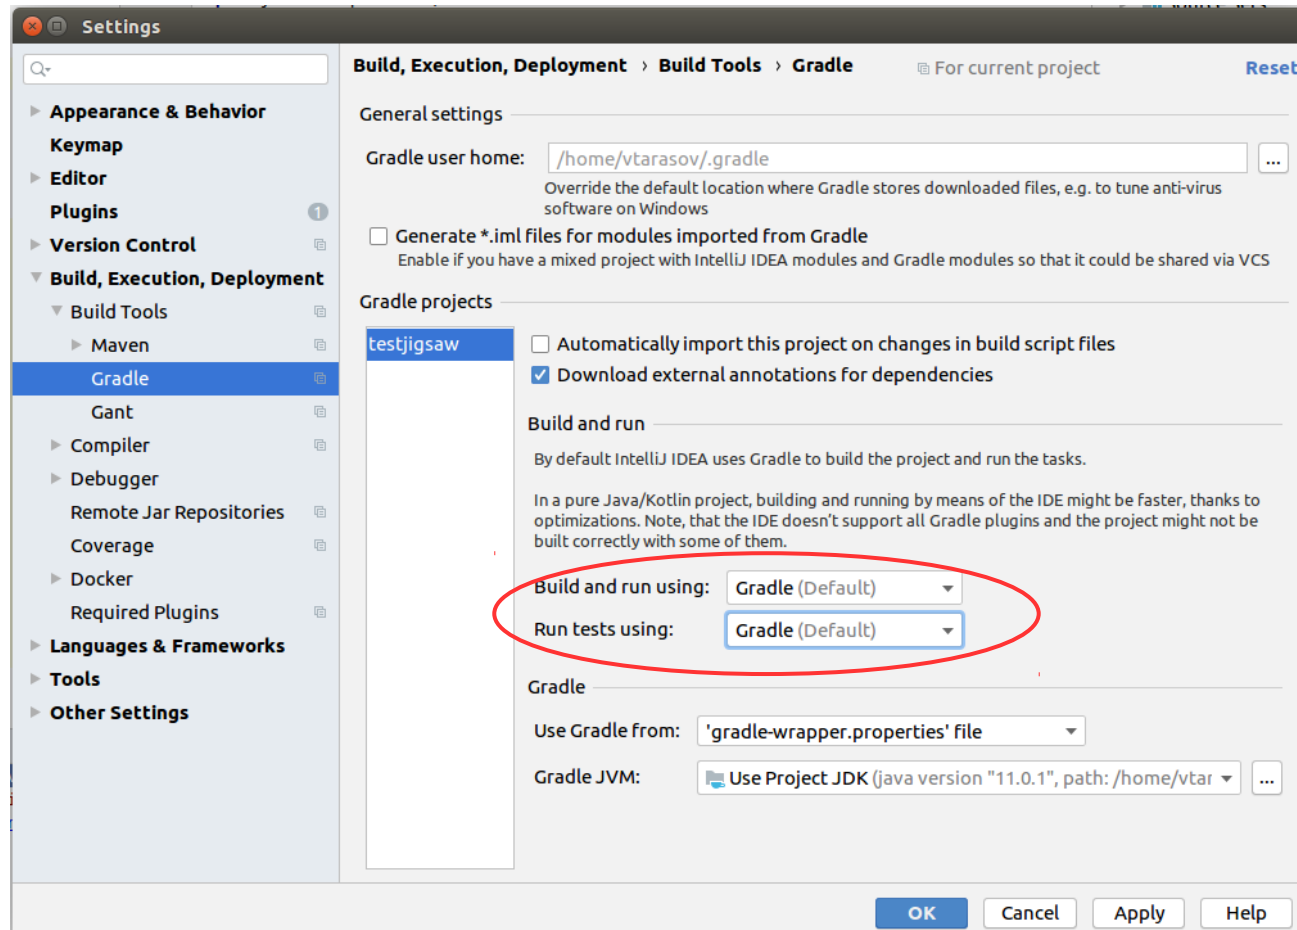 Settings
Build, Execution, Deployment › Build Tools › Gradle
For current project
Reset
Appearance & Behavior
Keymap
Editor
Plugins
1
Version Control
Build, Execution, Deployment
Build Tools
Maven
Gradle
Gant
Compiler
Debugger
Remote Jar Repositories
Coverage
Docker
Required Plugins
Languages & Frameworks
Tools
Other Settings
General settings
Gradle user home:
/home/vtarasov/.gradle
...
Override the default location where Gradle stores downloaded files, e.g. to tune anti-virus
software on Windows
Generate *.iml files for modules imported from Gradle
Enable if you have a mixed project with IntelliJ IDEA modules and Gradle modules so that it could be shared via VCS
Gradle projects
testjigsaw
Automatically import this project on changes in build script files
Download external annotations for dependencies
Build and run
By default IntelliJ IDEA uses Gradle to build the project and run the tasks.
In a pure Java/Kotlin project, building and running by means of the IDE might be faster, thanks to
optimizations. Note, that the IDE doesn't support all Gradle plugins and the project might not be
built correctly with some of them.
Build and run using: Gradle (Default)
Run tests using: Gradle (Default)
Gradle
Use Gradle from: 'gradle-wrapper.properties' file
Gradle JVM: Use Project JDK (java version "11.0.1", path: /home/vtar
...
OK
Cancel
Apply
Help